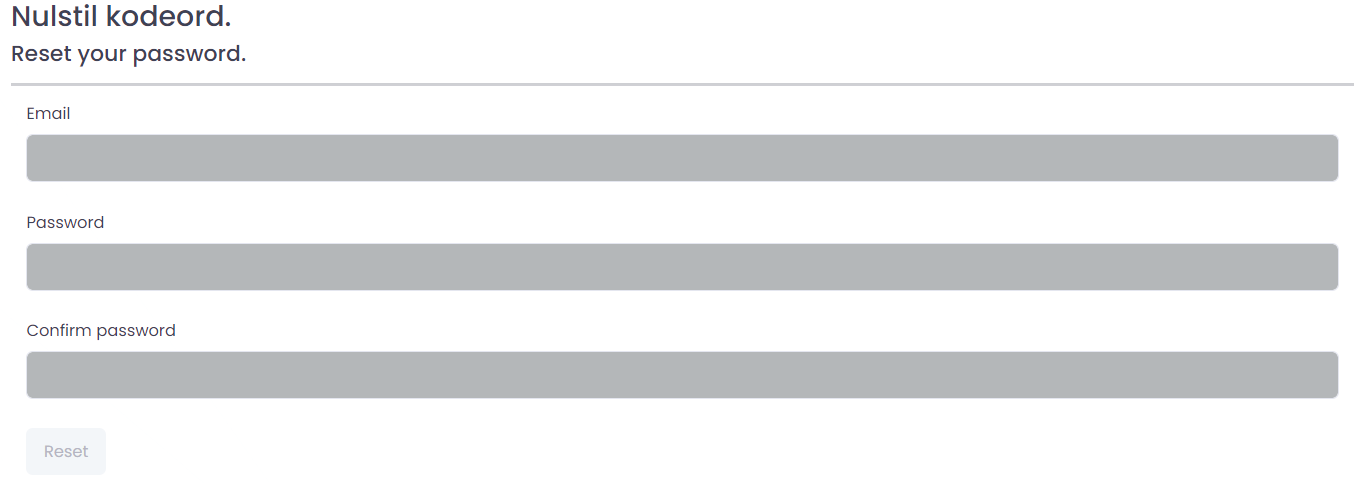 Nulstil kodeord.
Reset your password.
Email
Password
Confirm password
Reset